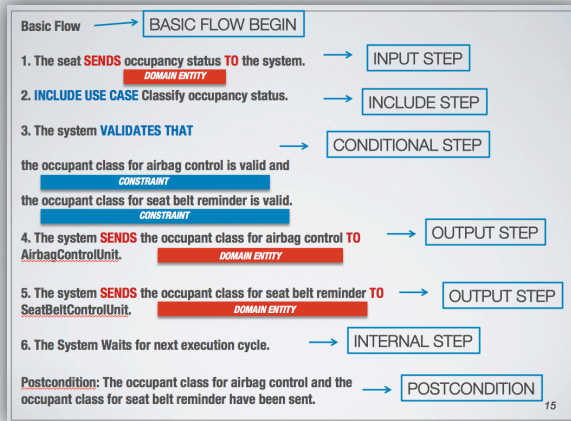 Basic Flow
BASIC FLOW BEGIN
1. The seat SENDS occupancy status TO the system.
INPUT STEP
DOMAIN ENTITY
2. INCLUDE USE CASE Classify occupancy status.
INCLUDE STEP
3. The system VALIDATES THAT
CONDITIONAL STEP
the occupant class for airbag control is valid and
CONSTRAINT
the occupant class for seat belt reminder is valid.
CONSTRAINT
4. The system SENDS the occupant class for airbag control TO
OUTPUT STEP
AirbagControlUnit.
DOMAIN ENTITY
5. The system SENDS the occupant class for seat belt reminder TO
OUTPUT STEP
SeatBeltControlUnit.
DOMAIN ENTITY
6. The System Waits for next execution cycle.
INTERNAL STEP
Postcondition: The occupant class for airbag control and the
POSTCONDITION
occupant class for seat belt reminder have been sent.
15